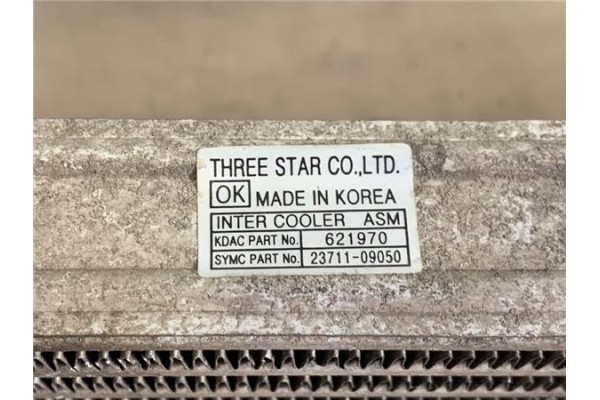 THREE STAR CO.,LTD.
OK MADE IN KOREA
INTER COOLER ASM
KDAC PART No. 621970
SYMC PART No. 23711-09050